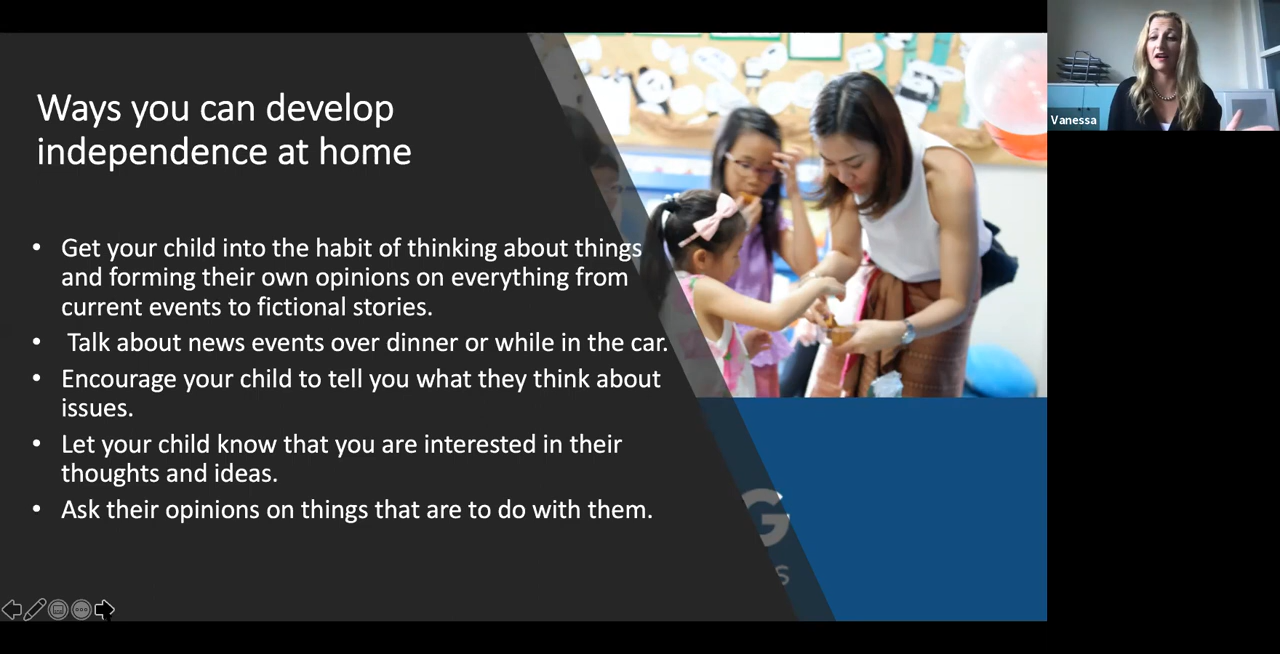 Ways you can develop
independence at home
• Get your child into the habit of thinking about things
and forming their own opinions on everything from
current events to fictional stories.
• Talk about news events over dinner or while in the car.
• Encourage your child to tell you what they think about
issues.
• Let your child know that you are interested in their
thoughts and ideas.
• Ask their opinions on things that are to do with them.
G
S
Vanessa